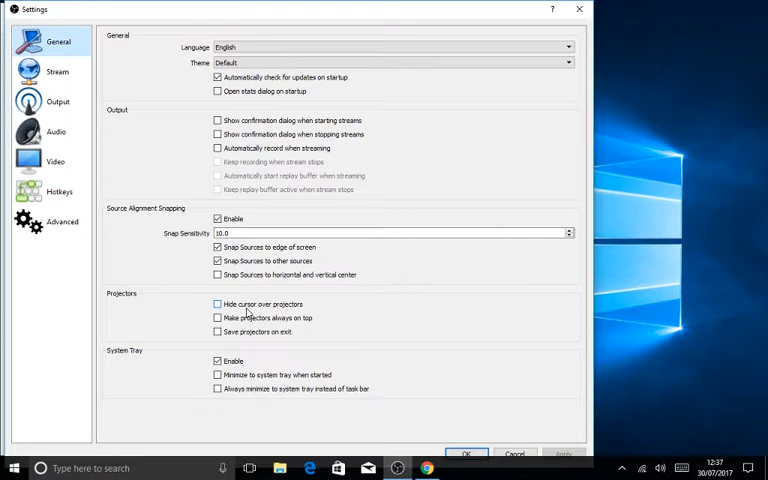 Settings
?
General
Stream
Output
Audio
Video
Hotkeys
Advanced
General
Language English
Theme Default
Automatically check for updates on startup
Open stats dialog on startup
Output
Show confirmation dialog when starting streams
Show confirmation dialog when stopping streams
Automatically record when streaming
Keep recording when stream stops
Automatically start replay buffer when streaming
Keep replay buffer active when stream stops
Source Alignment Snapping
Enable
Snap Sensitivity 10.0
Snap Sources to edge of screen
Snap Sources to other sources
Snap Sources to horizontal and vertical center
Projectors
Hide cursor over projectors
Make projectors always on top
Save projectors on exit
System Tray
Enable
Minimize to system tray when started
Always minimize to system tray instead of task bar
OK Cancel Apply
Type here to search
12:37
30/07/2017